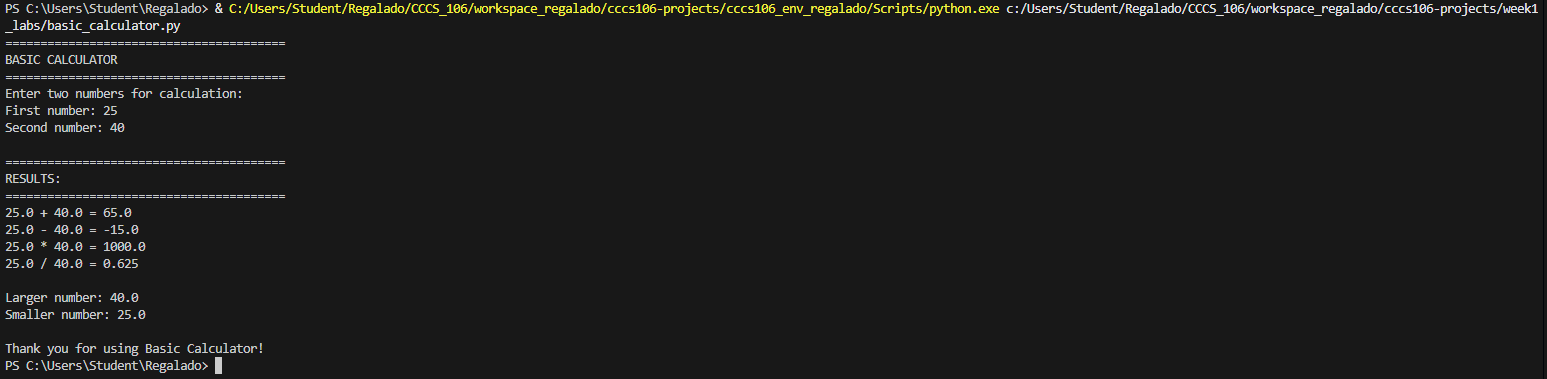 PS C:\Users\Student\Regalado> & C:/Users/Student/Regalado/CCCS_106/workspace_regalado/cccs106-projects/cccs106_env_regalado/Scripts/python.exe c:/Users/Student/Regalado/CCCS_106/workspace_regalado/cccs106-projects/week1
_labs/basic_calculator.py
========================================
BASIC CALCULATOR
========================================
Enter two numbers for calculation:
First number: 25
Second number: 40
========================================
RESULTS:
========================================
25.0 + 40.0 = 65.0
25.0 - 40.0 = -15.0
25.0 * 40.0 = 1000.0
25.0 / 40.0 = 0.625
Larger number: 40.0
Smaller number: 25.0
Thank you for using Basic Calculator!
PS C:\Users\Student\Regalado>